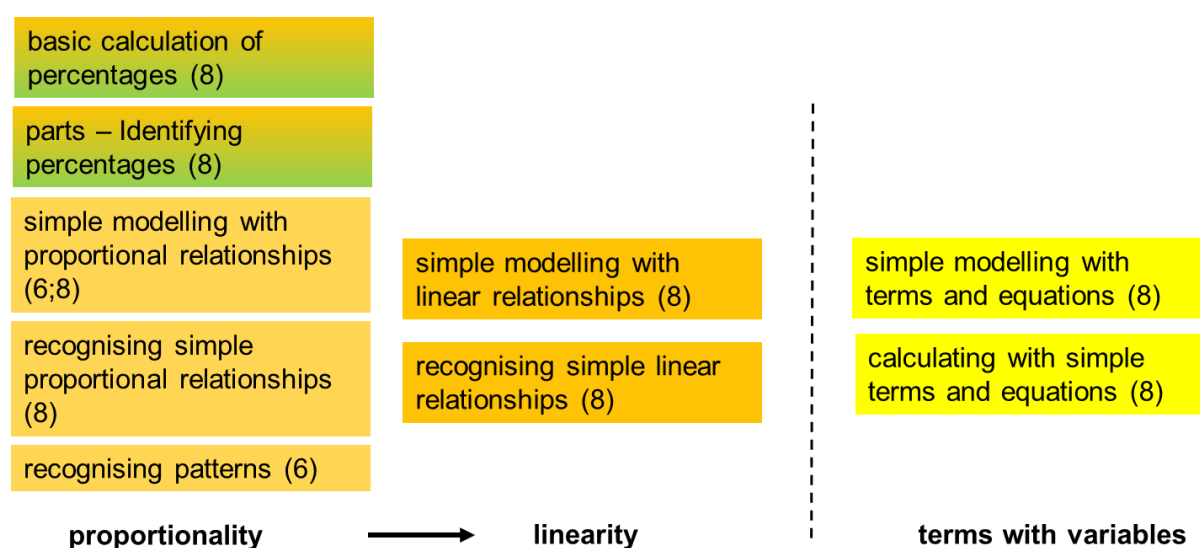 basic calculation of
percentages (8)
parts – Identifying
percentages (8)
simple modelling with
proportional relationships
(6;8)
recognising simple
proportional relationships
(8)
recognising patterns (6)
proportionality
simple modelling with
linear relationships (8)
recognising simple linear
relationships (8)
linearity
simple modelling with
terms and equations (8)
calculating with simple
terms and equations (8)
terms with variables